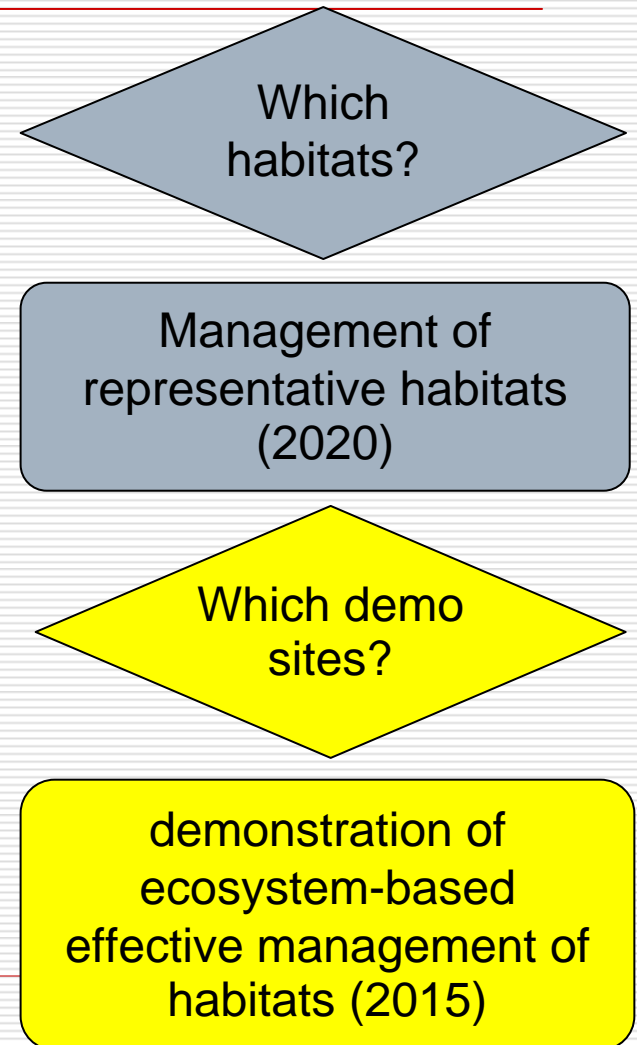 Which
habitats?
Management of
representative habitats
(2020)
Which demo
sites?
demonstration of
ecosystem-based
effective management of
habitats (2015)